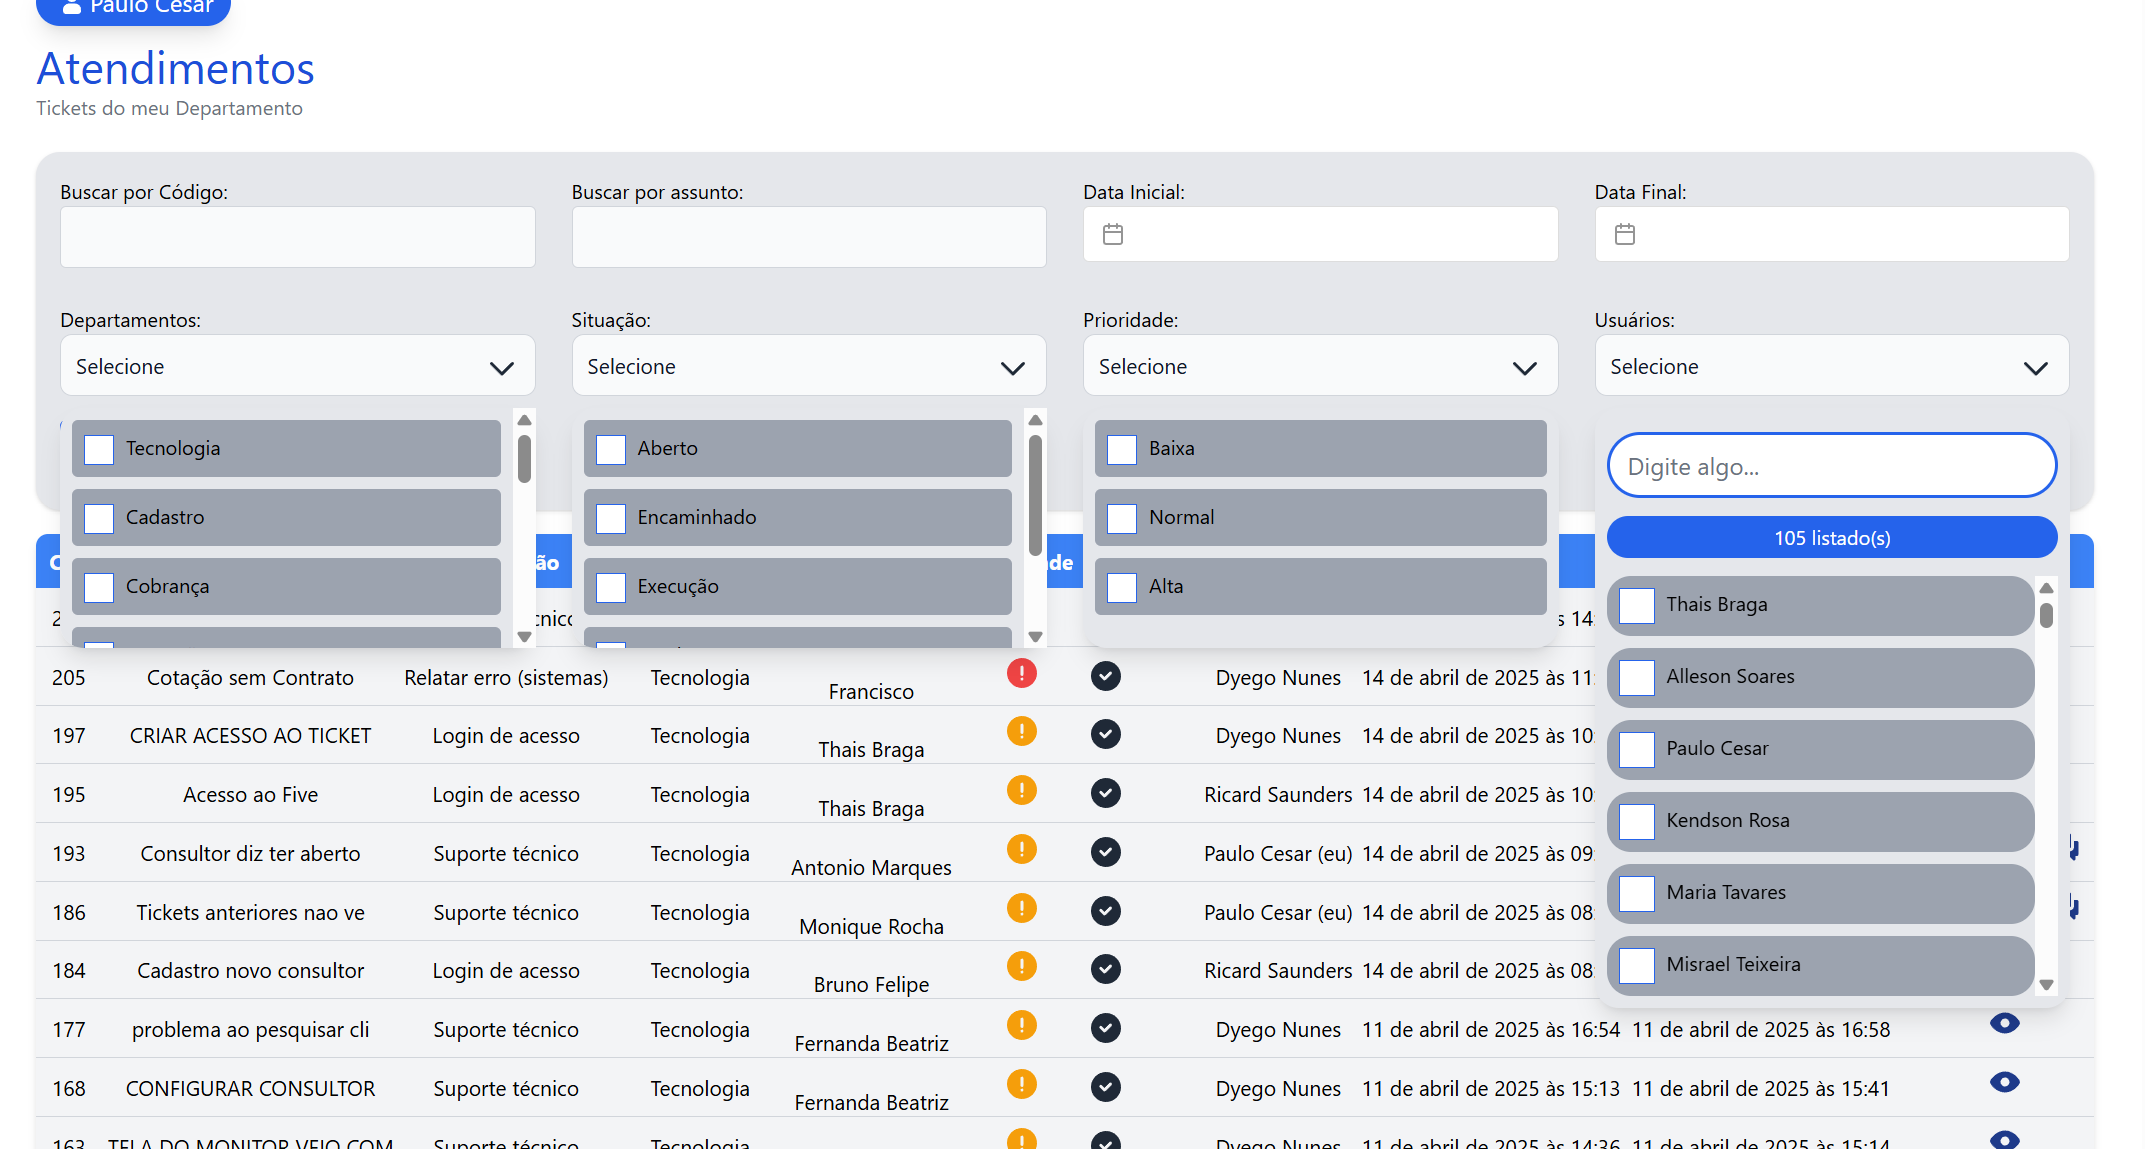 Paulo Cesar
Atendimentos
Tickets do meu Departamento
Buscar por Código:
Buscar por assunto:
Data Inicial:
Data Final:
Departamentos:
Situação:
Prioridade:
Usuários:
Selecione
Selecione
Selecione
Selecione
Tecnologia
Cadastro
Cobrança
Aberto
Encaminhado
Execução
Baixa
Normal
Alta
Digite algo...
105 listado(s)
Thais Braga
Alleson Soares
Paulo Cesar
Kendson Rosa
Maria Tavares
Misrael Teixeira
205 Cotação sem Contrato Relatar erro (sistemas) Tecnologia Francisco Dyego Nunes 14 de abril de 2025 às 11:
197 CRIAR ACESSO AO TICKET Login de acesso Tecnologia Thais Braga Dyego Nunes 14 de abril de 2025 às 10:
195 Acesso ao Five Login de acesso Tecnologia Thais Braga Ricard Saunders 14 de abril de 2025 às 10:
193 Consultor diz ter aberto Suporte técnico Tecnologia Antonio Marques Paulo Cesar (eu) 14 de abril de 2025 às 09:
186 Tickets anteriores nao ve Suporte técnico Tecnologia Monique Rocha Paulo Cesar (eu) 14 de abril de 2025 às 08:
184 Cadastro novo consultor Login de acesso Tecnologia Bruno Felipe Ricard Saunders 14 de abril de 2025 às 08:
177 problema ao pesquisar cli Suporte técnico Tecnologia Fernanda Beatriz Dyego Nunes 11 de abril de 2025 às 16:54 11 de abril de 2025 às 16:58
168 CONFIGURAR CONSULTOR Suporte técnico Tecnologia Fernanda Beatriz Dyego Nunes 11 de abril de 2025 às 15:13 11 de abril de 2025 às 15:41
163 TELA DO MONITOR VEIO COM Suporte técnico Tecnologia Dyego Nunes 11 de abril de 2025 às 14:36 11 de abril de 2025 às 15:14